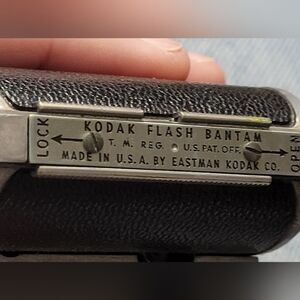 KODAK FLASH BANTAM
T. M. REG. U.S. PAT. OFF.
MADE IN U.S.A. BY EASTMAN KODAK CO.
LOCK
OPEN